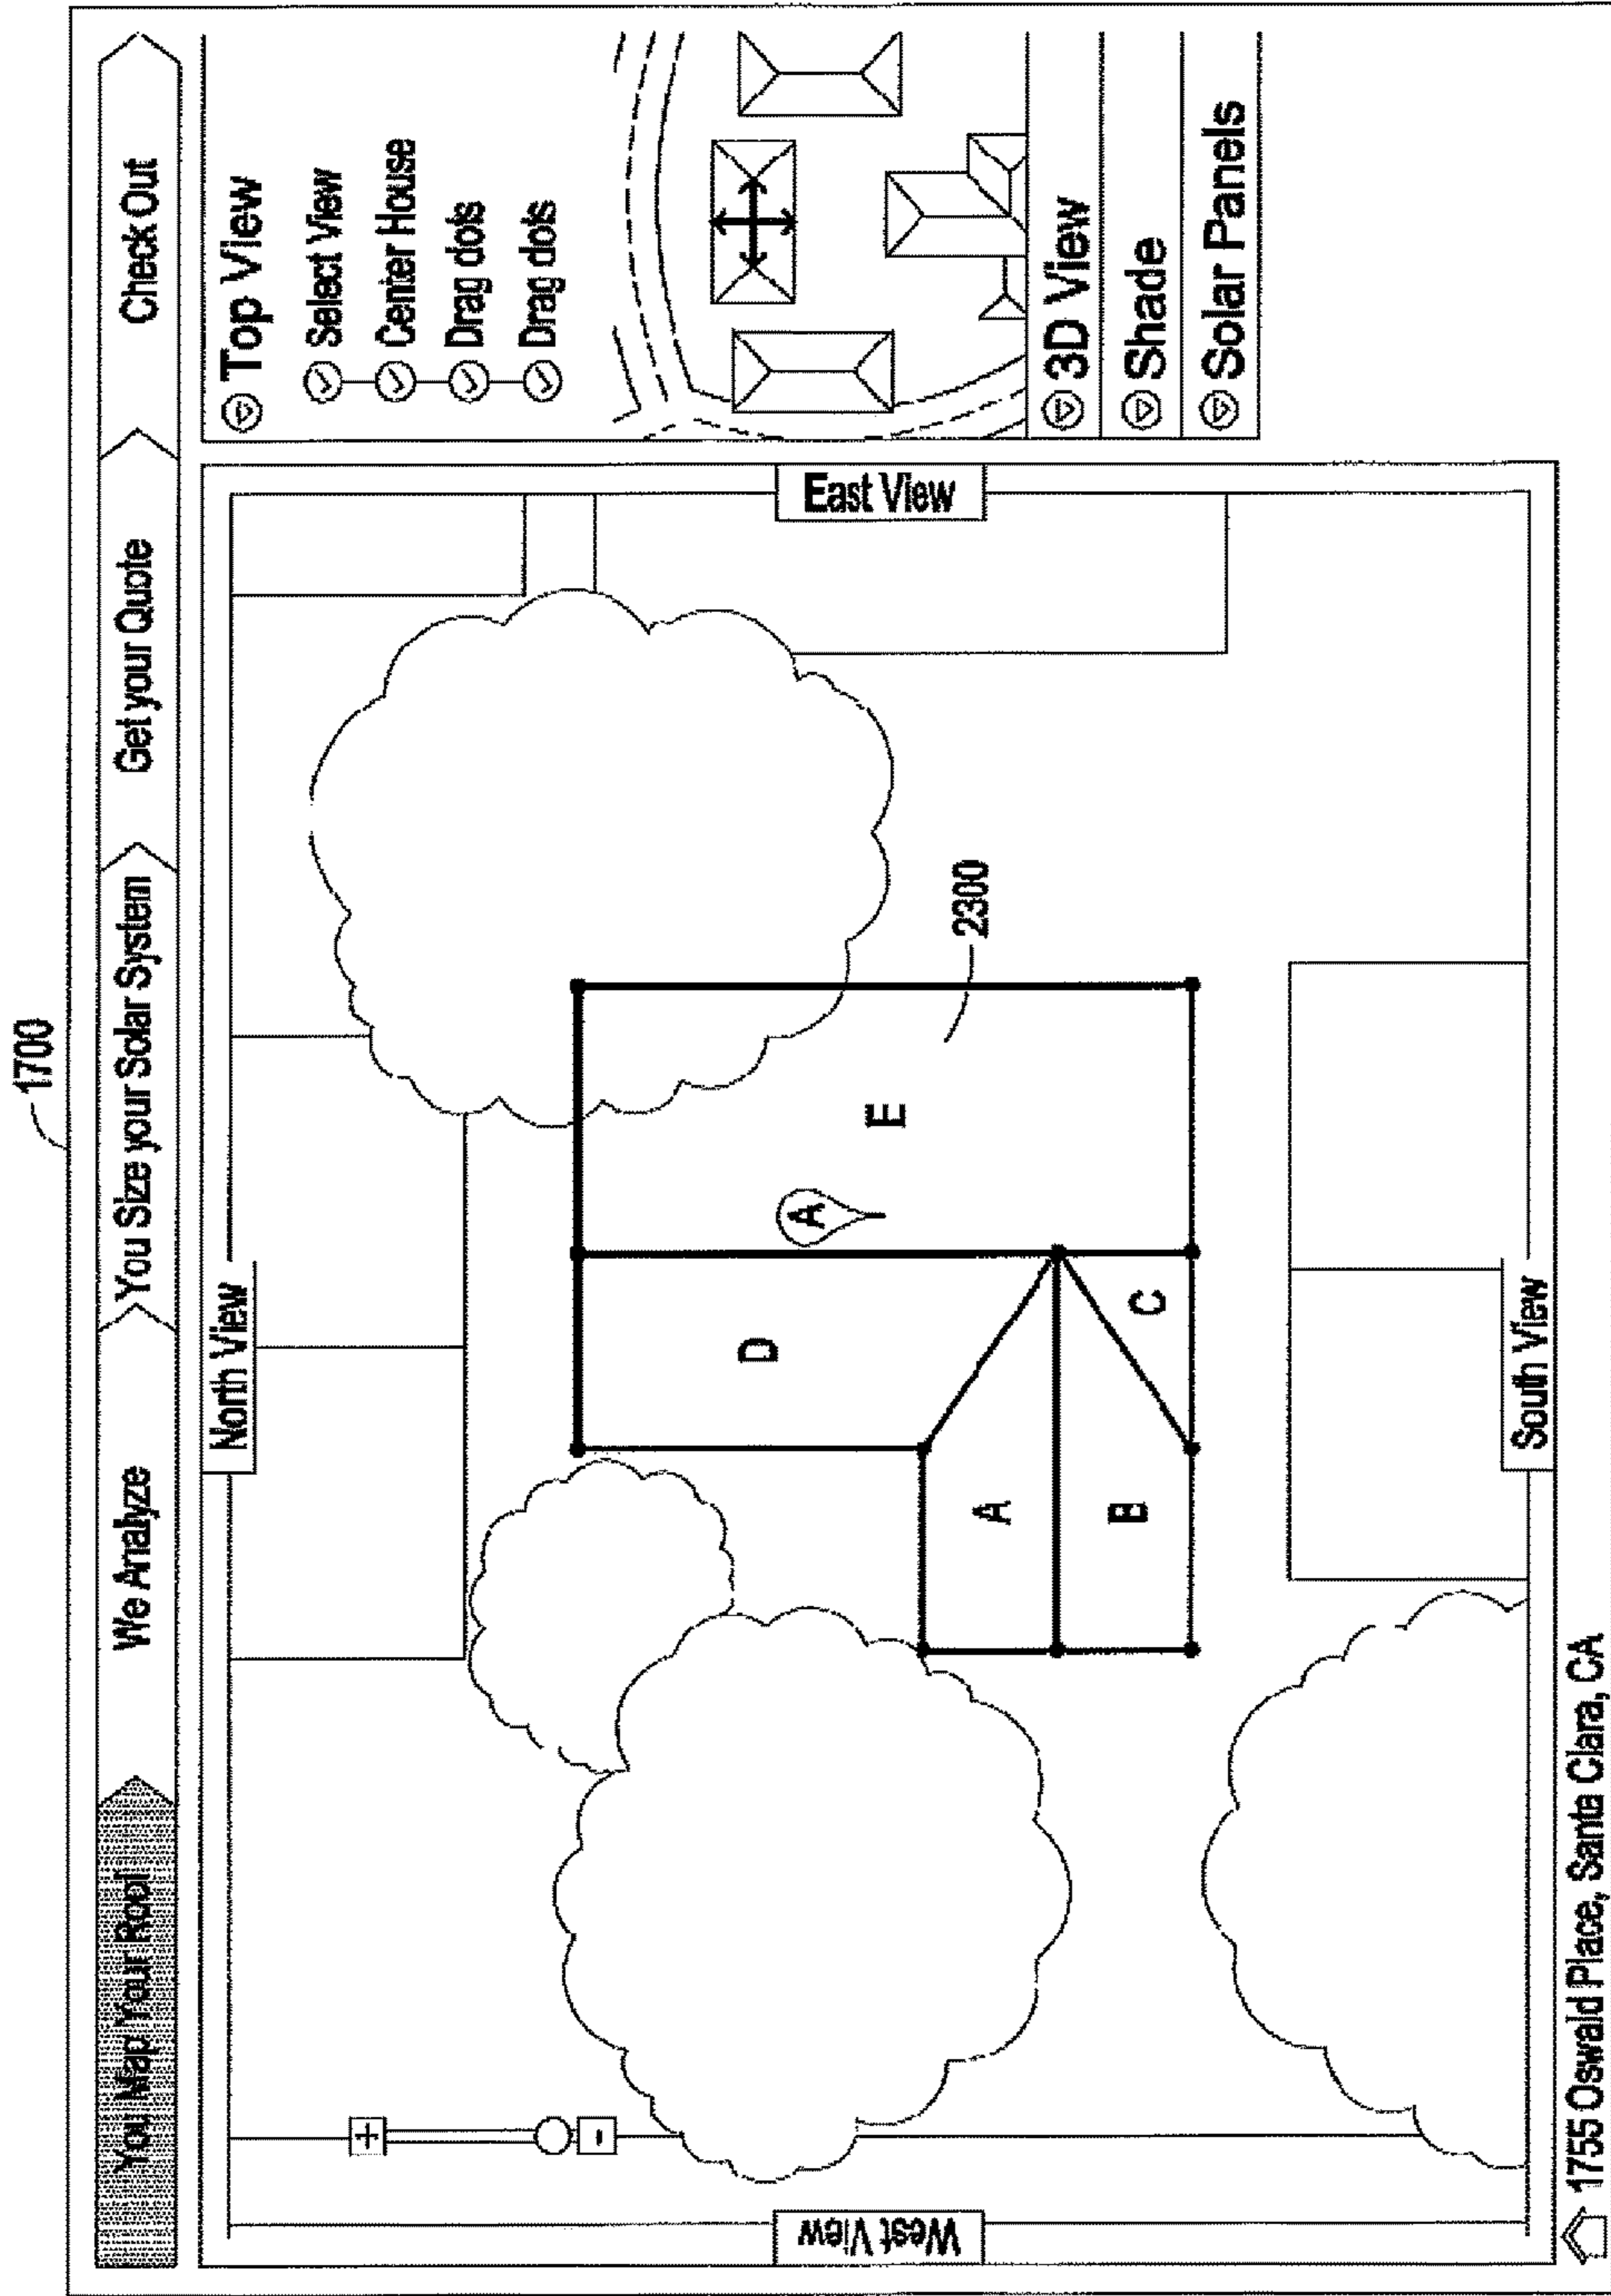 1700
You Map Your Roof
We Analyze
You Size your Solar System
Get your Quote
Check Out
North View
Top View
Select View
Center House
Drag dots
Drag dots
+
-
West View
D
A
E
A
B
C
2300
East View
3D View
Shade
Solar Panels
South View
1755 Oswald Place, Santa Clara, CA